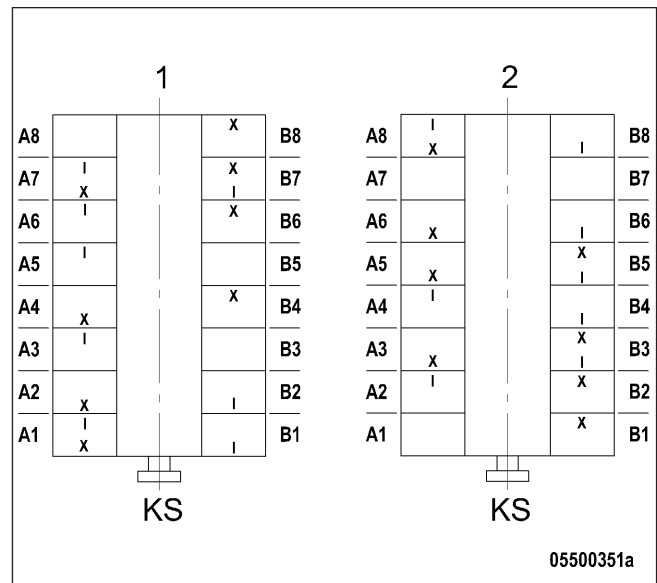 1 2
X I
A8 B8 A8 B8
X I
I X
A7 B7 A7 B7
X I
I X
A6 B6 A6 B6
X I
I X
A5 B5 A5 B5
X I
X I
A4 B4 A4 B4
X I
I X
A3 B3 A3 B3
X I
I X
A2 B2 A2 B2
X I
I X
A1 B1 A1 B1
X I
KS KS
05500351a